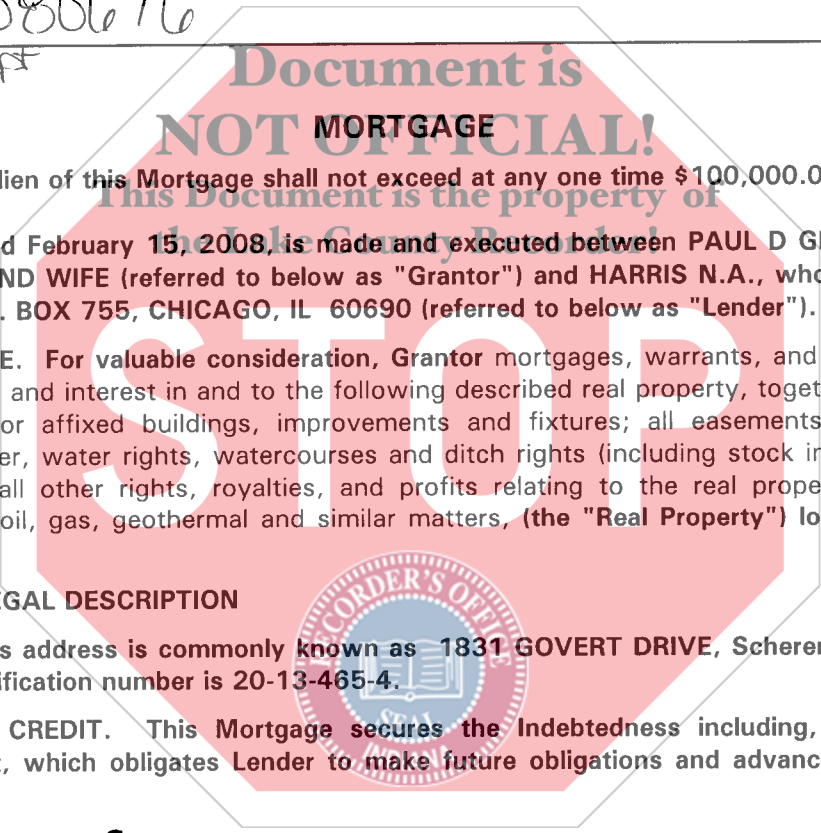 MORTGAGE
lien of this Mortgage shall not exceed at any one time $100,000.0
d February 15, 2008, is made and executed between PAUL D G
ND WIFE (referred to below as "Grantor") and HARRIS N.A., who
. BOX 755, CHICAGO, IL 60690 (referred to below as "Lender").
E. For valuable consideration, Grantor mortgages, warrants, and
and interest in and to the following described real property, toget
or affixed buildings, improvements and fixtures; all easements
er, water rights, watercourses and ditch rights (including stock in
all other rights, royalties, and profits relating to the real prope
oil, gas, geothermal and similar matters, (the "Real Property") lo
EGAL DESCRIPTION
s address is commonly known as 1831 GOVERT DRIVE, Scherer
ification number is 20-13-465-4.
CREDIT. This Mortgage secures the Indebtedness including,
, which obligates Lender to make future obligations and advanc
Document is
NOT OFFICIAL!
This Document is the property of
the Lake County Recorder!
STOP
RECORDER'S OFFICE
SEAL
INDIANA